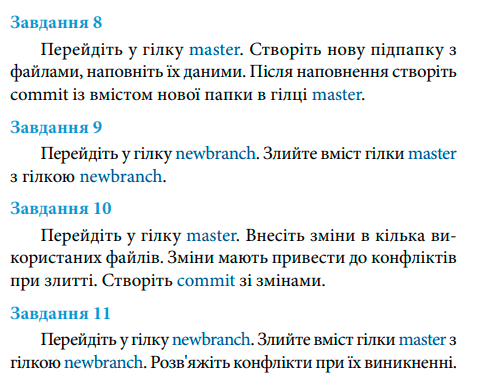 Завдання 8
Перейдіть у гілку master. Створіть нову підпапку з
файлами, наповніть їх даними. Після наповнення створіть
commit із вмістом нової папки в гілці master.
Завдання 9
Перейдіть у гілку newbranch. Злийте вміст гілки master
з гілкою newbranch.
Завдання 10
Перейдіть у гілку master. Внесіть зміни в кілька ви-
користаних файлів. Зміни мають привести до конфліктів
при злитті. Створіть commit зі змінами.
Завдання 11
Перейдіть у гілку newbranch. Злийте вміст гілки master з
гілкою newbranch. Розв'яжіть конфлікти при їх виникненні.